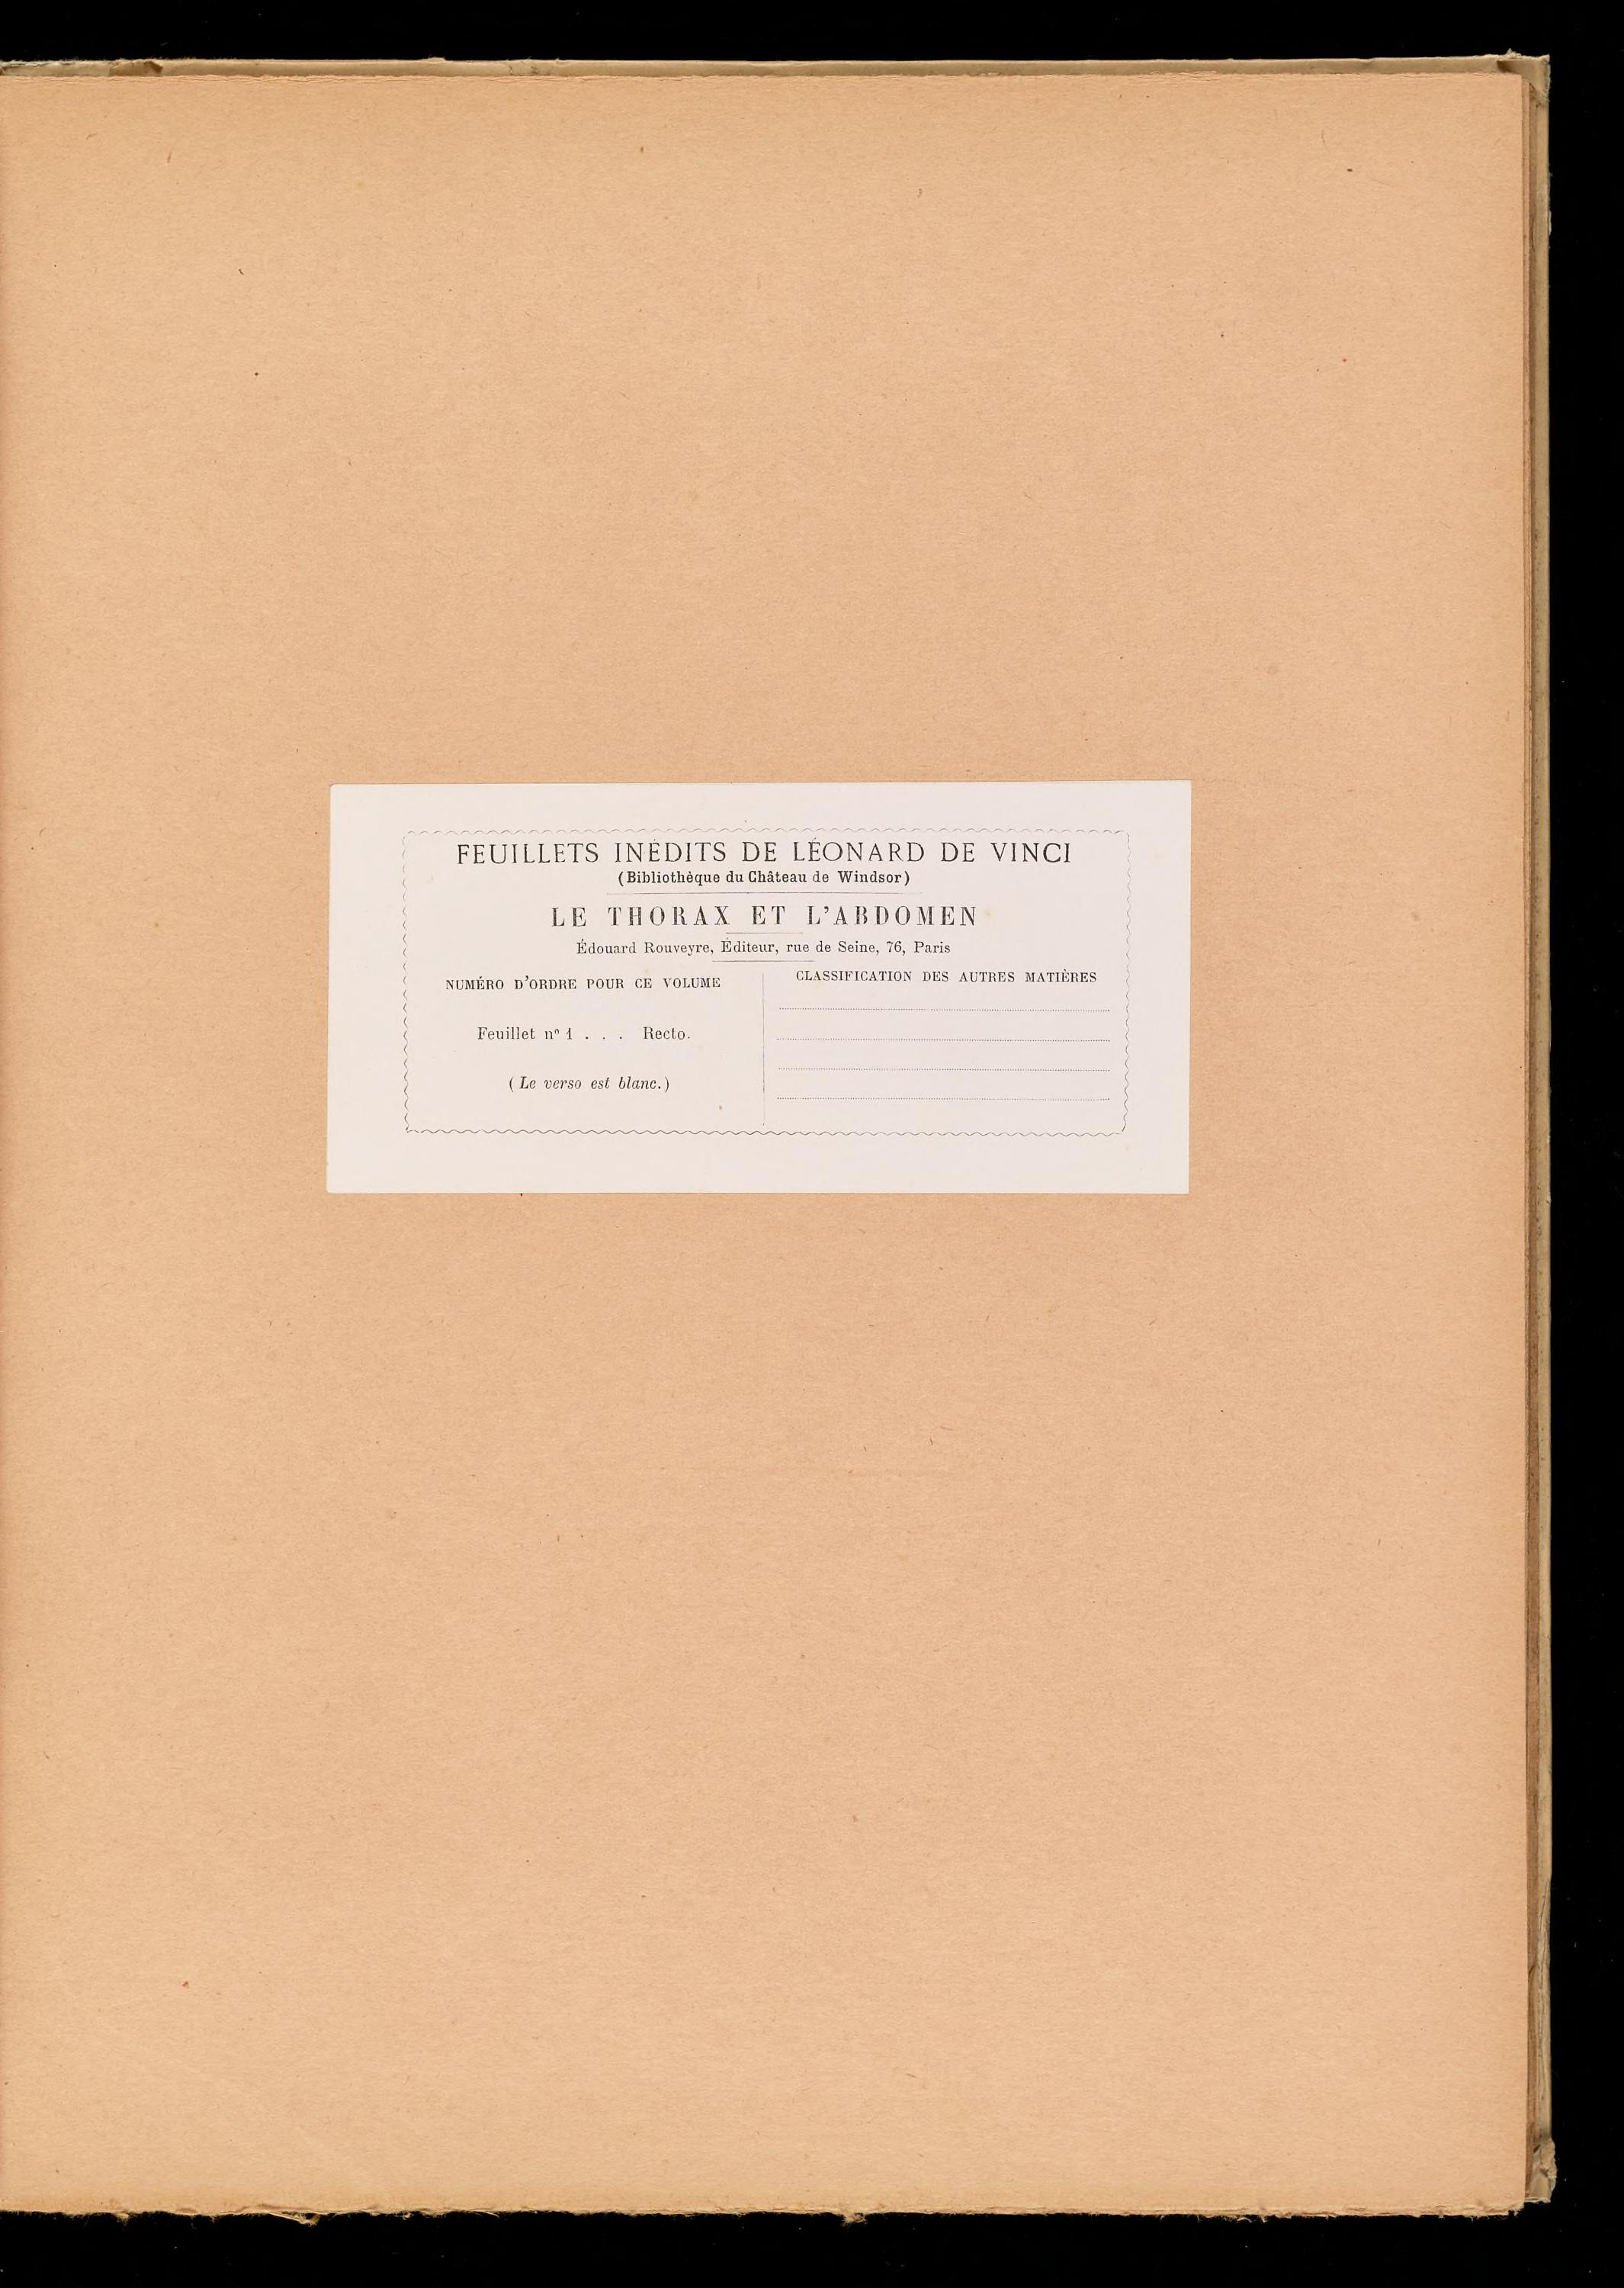 FEUILLETS INÉDITS DE LÉONARD DE VINCI
(Bibliothèque du Château de Windsor)
LE THORAX ET L'ABDOMEN
Édouard Rouveyre, Éditeur, rue de Seine, 76, Paris
NUMÉRO D'ORDRE POUR CE VOLUME
Feuillet nº 1 . . . Recto.
(Le verso est blanc.)
CLASSIFICATION DES AUTRES MATIÈRES